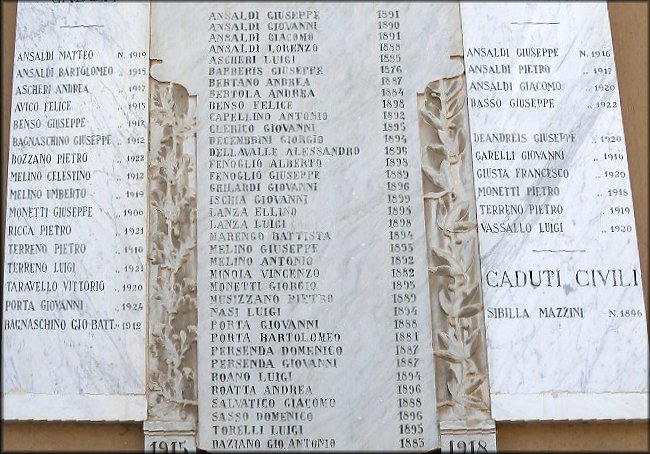 CADUTI
ANSALDI MATTEO N. 1919
ANSALDI BARTOLOMEO „ 1915
ASCHERI ANDREA „ 1917
AVICO FELICE „ 1915
BENSO GIUSEPPE „ 1917
BAGNASCHINO GIUSEPPE „ 1912
BOZZANO PIETRO „ 1922
MELINO CELESTINO „ 1912
MELINO UMBERTO „ 1919
MONETTI GIUSEPPE „ 1906
RICCA PIETRO „ 1921
TERRENO PIETRO „ 1910
TERRENO LUIGI „ 1921
TARAVELLO VITTORIO „ 1920
PORTA GIOVANNI „ 1924
BAGNASCHINO GIO BATT. „ 1912
ANSALDI GIUSEPPE 1891
ANSALDI GIOVANNI 1890
ANSALDI GIACOMO 1891
ANSALDI LORENZO 1888
ASCHERI LUIGI 1885
BARBERIS GIUSEPPE 1876
BERTANO ANDREA 1887
BERTOLA ANDREA 1884
BENSO FELICE 1898
CAPELLINO ANTONIO 1892
CLERICO GIOVANNI 1895
DECEMBRINI GIORGIO 1894
DELLAVALLE ALESSANDRO 1896
FENOGLIO ALBERTO 1898
FENOGLIO GIUSEPPE 1889
GHILARDI GIOVANNI 1896
ISCHIA GIOVANNI 1899
LANZA ELLINO 1898
LANZA LUIGI 1898
MARENGO BATTISTA 1894
MELINO GIUSEPPE 1893
MELINO ANTONIO 1892
MINOIA VINCENZO 1882
MONETTI GIORGIO 1895
MUSIZZANO PIETRO 1889
NASI LUIGI 1894
PORTA GIOVANNI 1888
PORTA BARTOLOMEO 1881
PERSENDA DOMENICO 1887
PERSENDA GIOVANNI 1887
ROANO LUIGI 1894
ROATTA ANDREA 1896
SALVATICO GIACOMO 1888
SASSO DOMENICO 1896
TORELLI LUIGI 1895
DAZIANO GIO. ANTONIO 1883
1915
1918
ANSALDI GIUSEPPE N. 1916
ANSALDI PIETRO „ 1917
ANSALDI GIACOMO „ 1920
BASSO GIUSEPPE „ 1922
DEANDREIS GIUSEPPE „ 1920
GARELLI GIOVANNI „ 1910
GIUSTA FRANCESCO „ 1920
MONETTI PIETRO „ 1918
TERRENO PIETRO „ 1919
VASSALLO LUIGI „ 1920
CADUTI CIVILI
SIBILLA MAZZINI N. 1896